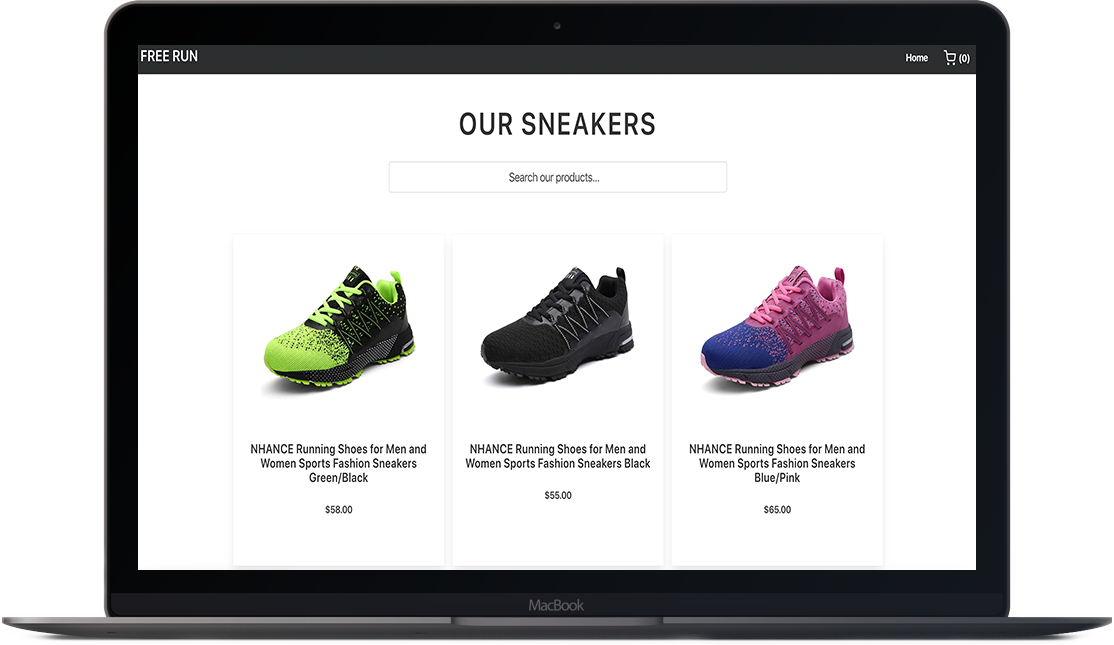 FREE RUN
Home
(0)
OUR SNEAKERS
Search our products...
NHANCE Running Shoes for Men and
Women Sports Fashion Sneakers
Green/Black
$58.00
NHANCE Running Shoes for Men and
Women Sports Fashion Sneakers Black
$55.00
NHANCE Running Shoes for Men and
Women Sports Fashion Sneakers
Blue/Pink
$65.00
MacBook